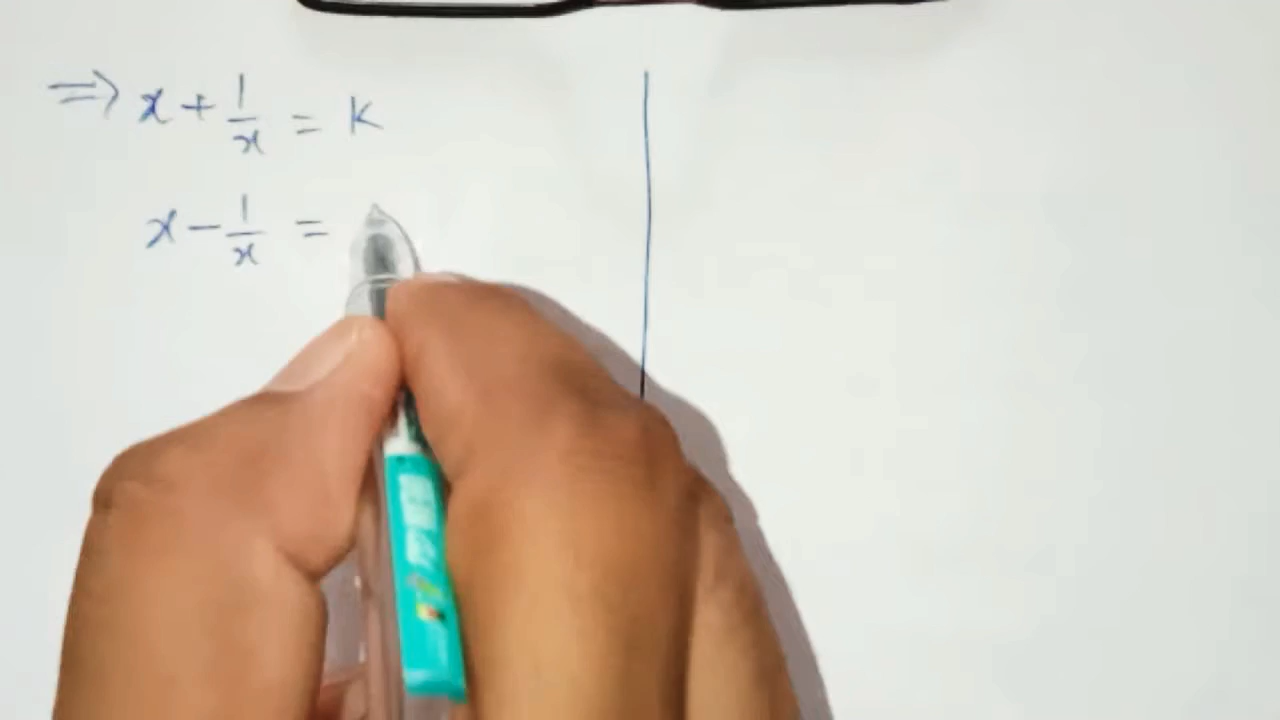 ⇒ x + 1/x = K
x - 1/x =